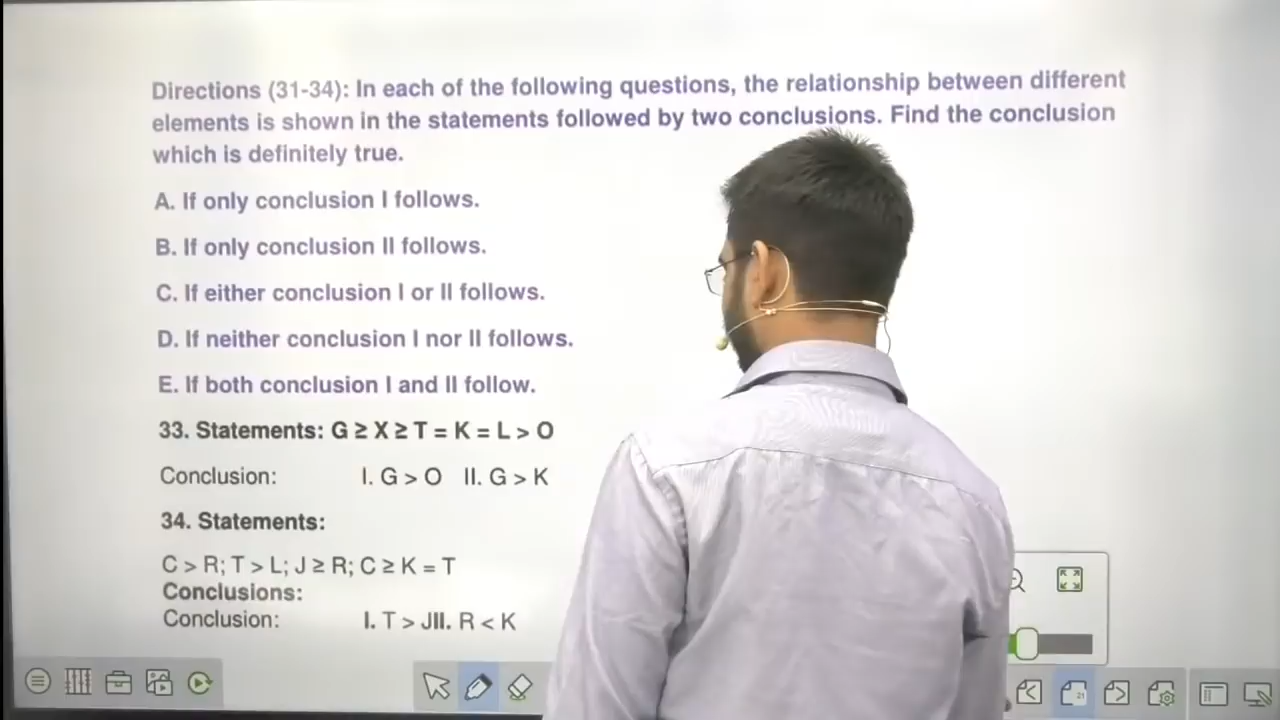 Directions (31-34): In each of the following questions, the relationship between different
elements is shown in the statements followed by two conclusions. Find the conclusion
which is definitely true.
A. If only conclusion I follows.
B. If only conclusion II follows.
C. If either conclusion I or II follows.
D. If neither conclusion I nor II follows.
E. If both conclusion I and II follow.
33. Statements: G ≥ X ≥ T = K = L > O
Conclusion: I. G > O II. G > K
34. Statements:
C > R; T > L; J ≥ R; C ≥ K = T
Conclusions:
Conclusion: I. T > JII. R < K